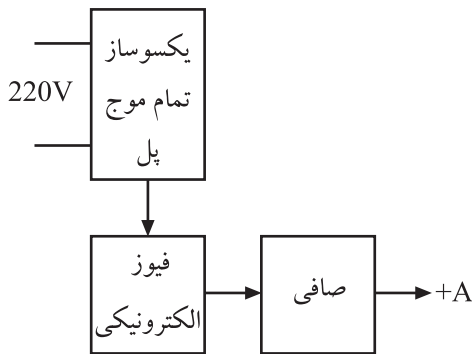 یکسوساز
تمام موج
پل
220V
فیوز
الکترونیکی
صافی
+A